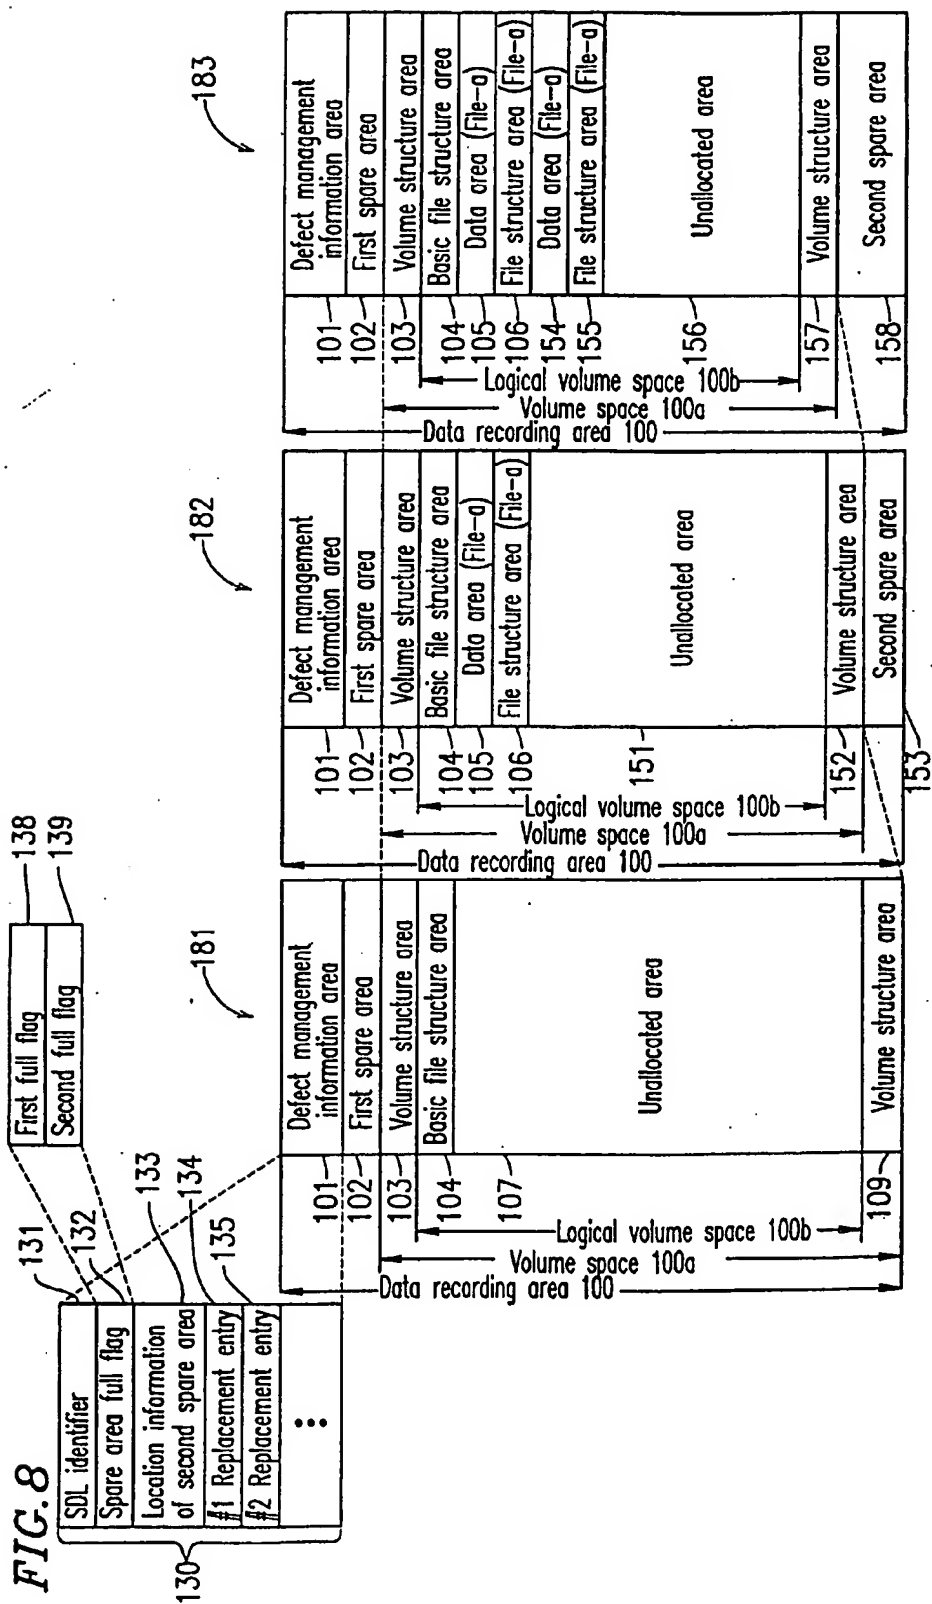 FIG.8
130
SDL identifier
Spare area full flag
Location information
of second spare area
#1 Replacement entry
#2 Replacement entry
•••
131
132
133
134
135
First full flag
Second full flag
138
139
181
Defect management
information area
First spare area
Volume structure area
Basic file structure area
Unallocated area
Volume structure area
101
102
103
104
107
109
Logical volume space 100b
Volume space 100a
Data recording area 100
182
Defect management
information area
First spare area
Volume structure area
Basic file structure area
Data area (File-a)
File structure area (File-a)
Unallocated area
Volume structure area
Second spare area
101
102
103
104
105
106
151
152
153
Logical volume space 100b
Volume space 100a
Data recording area 100
183
Defect management
information area
First spare area
Volume structure area
Basic file structure area
Data area (File-a)
File structure area (File-a)
Data area (File-a)
File structure area (File-a)
Unallocated area
Volume structure area
Second spare area
101
102
103
104
105
106
154
155
156
157
158
Logical volume space 100b
Volume space 100a
Data recording area 100